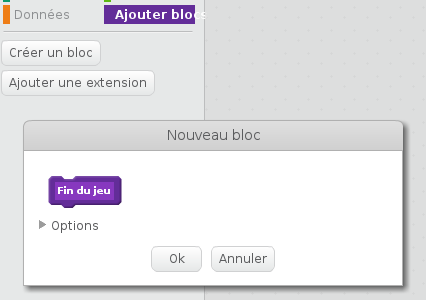 Données
Ajouter blocs
Créer un bloc
Ajouter une extension
Nouveau bloc
Fin du jeu
Options
Ok
Annuler